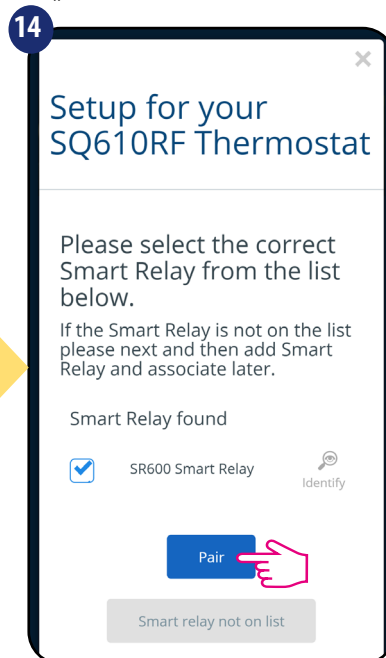 14
×
Setup for your
SQ610RF Thermostat
Please select the correct
Smart Relay from the list
below.
If the Smart Relay is not on the list
please next and then add Smart
Relay and associate later.
Smart Relay found
SR600 Smart Relay
Identify
Pair
Smart relay not on list